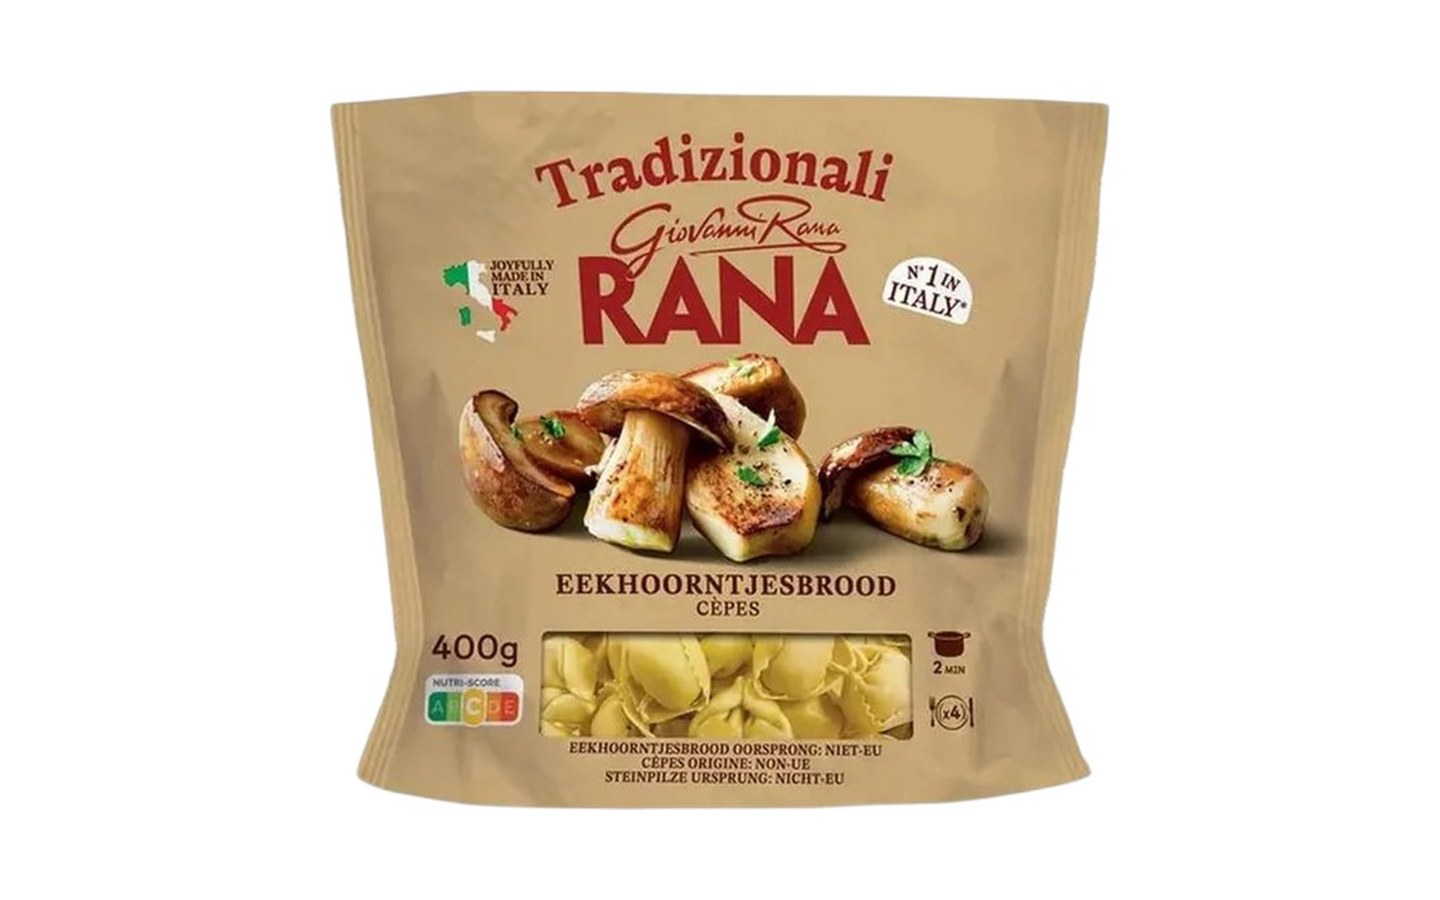 Tradizionali
Giovanni Rana
RANA
JOYFULLY
MADE IN
ITALY
N°1 IN
ITALY*
EEKHOORNTJESBROOD
CÈPES
400g
NUTRI-SCORE
A B C D E
2 MIN
x4
EEKHOORNTJESBROOD OORSPRONG: NIET-EU
CÈPES ORIGINE: NON-UE
STEINPILZE URSPRUNG: NICHT-EU